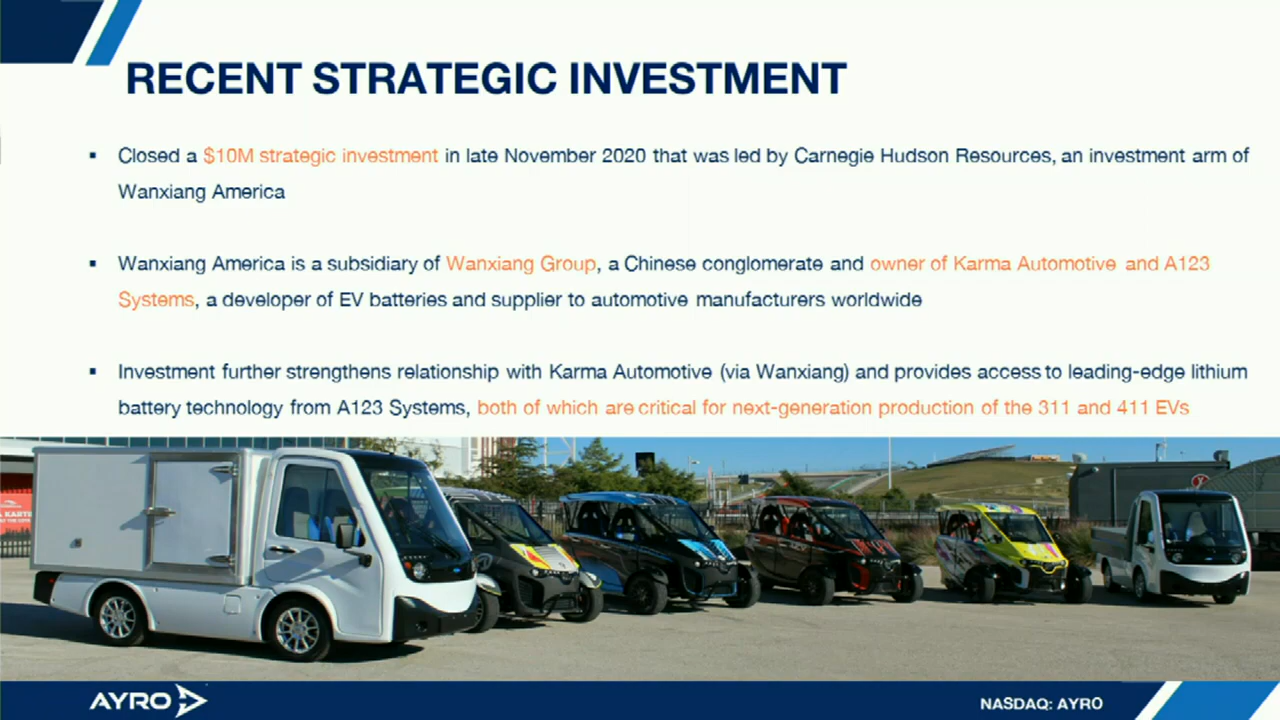 RECENT STRATEGIC INVESTMENT
▪ Closed a $10M strategic investment in late November 2020 that was led by Carnegie Hudson Resources, an investment arm of
Wanxiang America
▪ Wanxiang America is a subsidiary of Wanxiang Group, a Chinese conglomerate and owner of Karma Automotive and A123
Systems, a developer of EV batteries and supplier to automotive manufacturers worldwide
▪ Investment further strengthens relationship with Karma Automotive (via Wanxiang) and provides access to leading-edge lithium
battery technology from A123 Systems, both of which are critical for next-generation production of the 311 and 411 EVs
AYRO
NASDAQ: AYRO